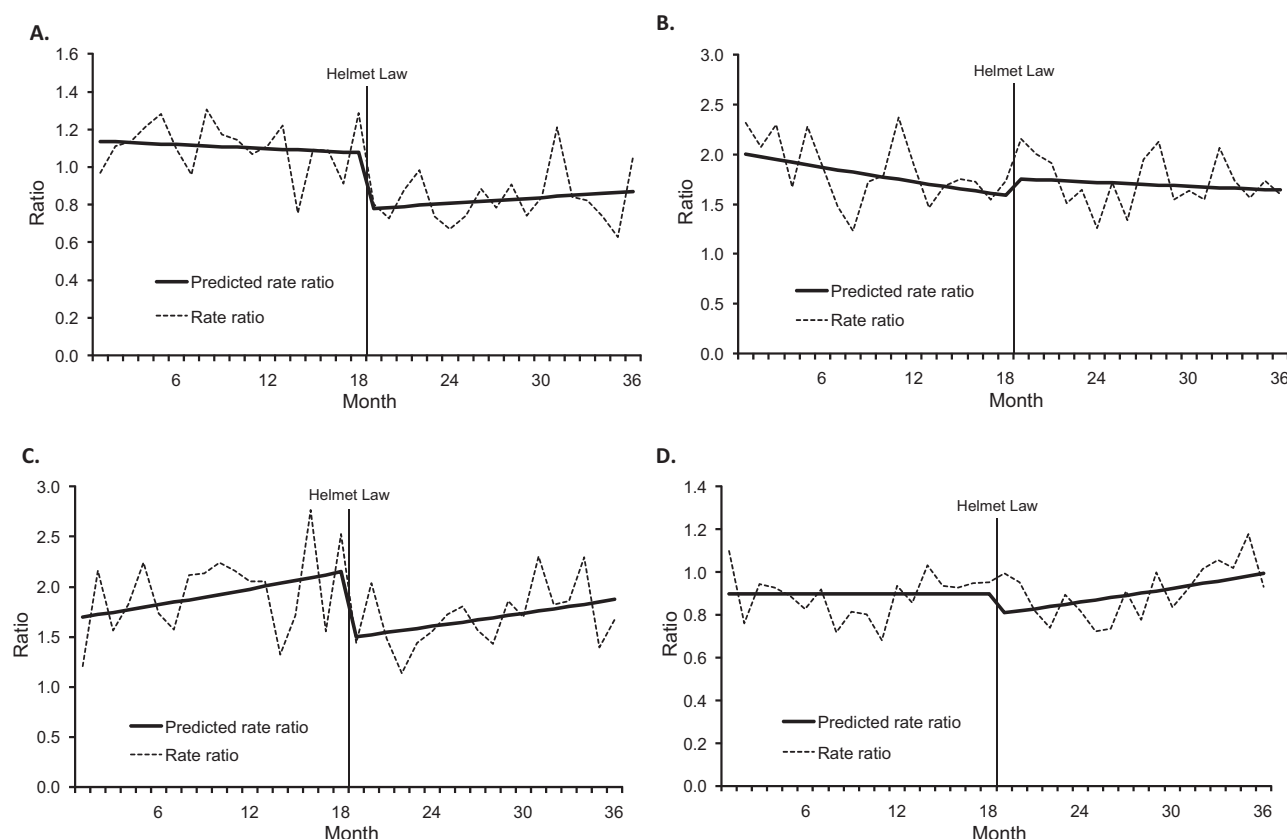 A.
1.6
1.4
1.2
1.0
0.8
0.6
0.4
0.2
0.0
Ratio
Helmet Law
Predicted rate ratio
Rate ratio
6 12 18 24 30 36
Month
B.
3.0
2.5
2.0
1.5
1.0
0.5
0.0
Ratio
Helmet Law
Predicted rate ratio
Rate ratio
6 12 18 24 30 36
Month
C.
3.0
2.5
2.0
1.5
1.0
0.5
0.0
Ratio
Helmet Law
Predicted rate ratio
Rate ratio
6 12 18 24 30 36
Month
D.
1.4
1.2
1.0
0.8
0.6
0.4
0.2
0.0
Ratio
Helmet Law
Predicted rate ratio
Rate ratio
6 12 18 24 30 36
Month